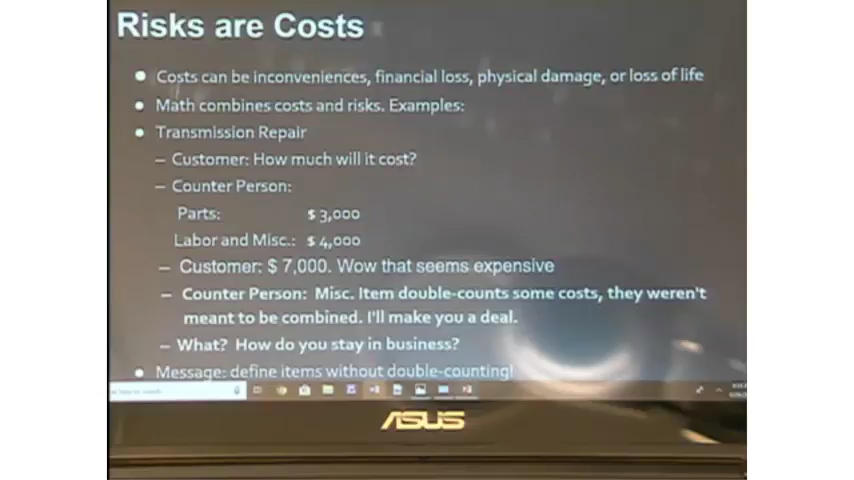 Risks are Costs
● Costs can be inconveniences, financial loss, physical damage, or loss of life
● Math combines costs and risks. Examples:
● Transmission Repair
– Customer: How much will it cost?
– Counter Person:
Parts: $ 3,000
Labor and Misc.: $ 4,000
– Customer: $ 7,000. Wow that seems expensive
– Counter Person: Misc. Item double-counts some costs, they weren't
meant to be combined. I'll make you a deal.
– What? How do you stay in business?
● Message: define items without double-counting!
ASUS